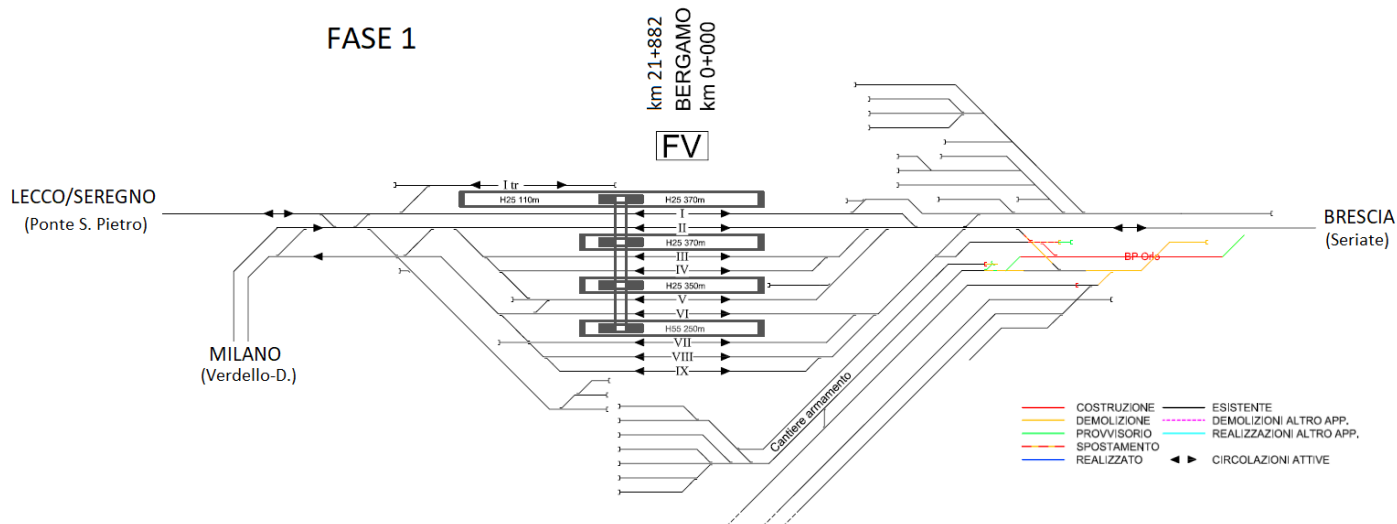 FASE 1
km 21+882
BERGAMO
km 0+000
FV
LECCO/SEREGNO
(Ponte S. Pietro)
I tr
H25 110m
H25 370m
I
II
BRESCIA
(Seriate)
H25 370m
III
IV
BP Orio
H25 350m
V
VI
H55 250m
VII
VIII
IX
MILANO
(Verdello-D.)
Cantiere armamento
COSTRUZIONE
ESISTENTE
DEMOLIZIONE
DEMOLIZIONI ALTRO APP.
PROVVISORIO
REALIZZAZIONI ALTRO APP.
SPOSTAMENTO
REALIZZATO
CIRCOLAZIONI ATTIVE